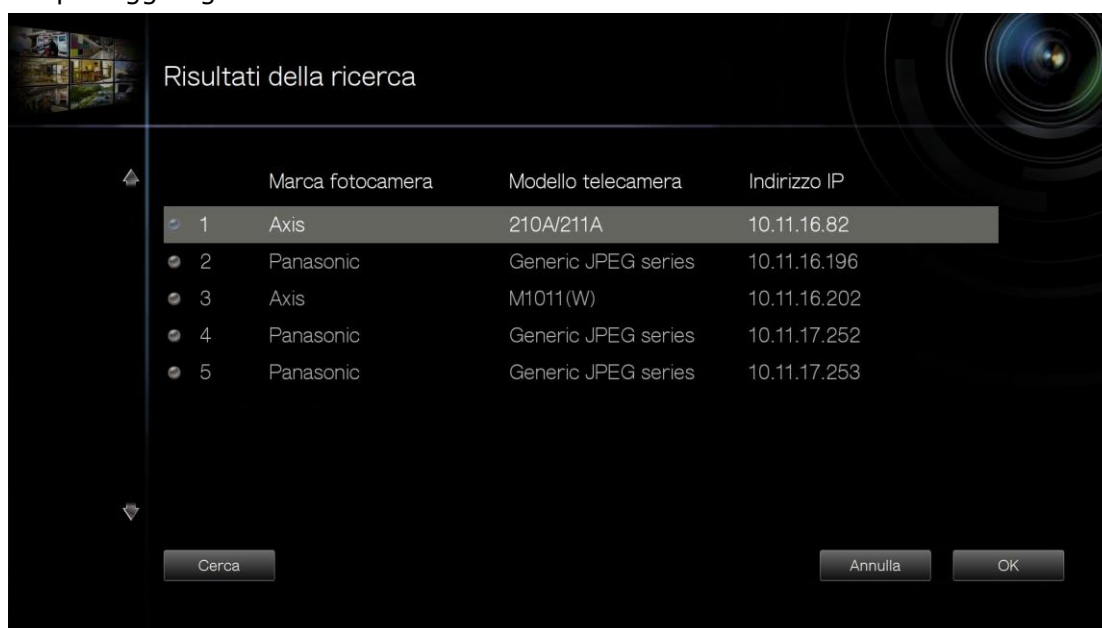 Risultati della ricerca
Marca fotocamera Modello telecamera Indirizzo IP
1 Axis 210A/211A 10.11.16.82
2 Panasonic Generic JPEG series 10.11.16.196
3 Axis M1011(W) 10.11.16.202
4 Panasonic Generic JPEG series 10.11.17.252
5 Panasonic Generic JPEG series 10.11.17.253
Cerca Annulla OK